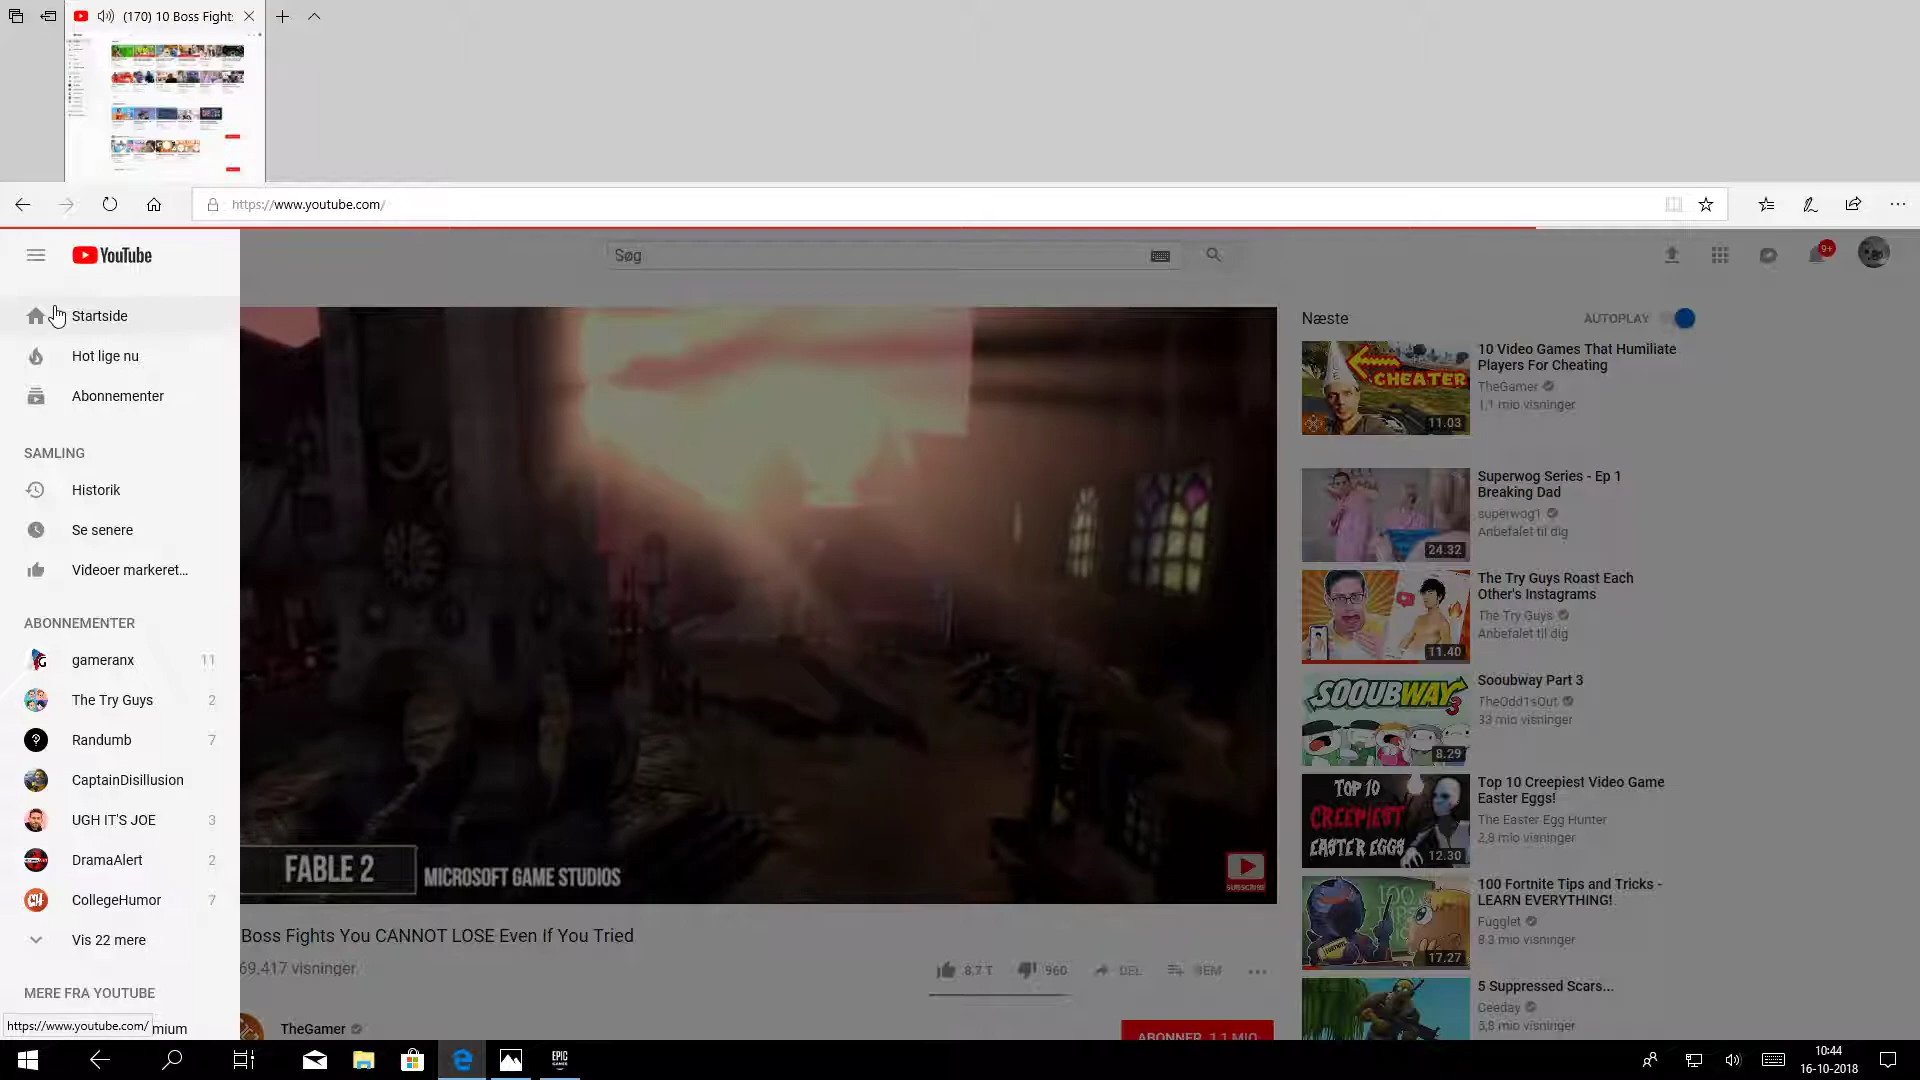 (170) 10 Boss Fight:
https://www.youtube.com/
YouTube
Søg
9+
Startside
Hot lige nu
Abonnementer
SAMLING
Historik
Se senere
Videoer markeret...
ABONNEMENTER
gameranx 11
The Try Guys 2
Randumb 7
CaptainDisillusion
UGH IT'S JOE 3
DramaAlert 2
CollegeHumor 7
Vis 22 mere
MERE FRA YOUTUBE
mium
https://www.youtube.com/
FABLE 2 MICROSOFT GAME STUDIOS
SUBSCRIBE
Boss Fights You CANNOT LOSE Even If You Tried
69.417 visninger
8.7 T 960 DEL GEM
TheGamer
ABONNER 1,1 MIO.
Næste AUTOPLAY
CHEATER
11.03
10 Video Games That Humiliate
Players For Cheating
TheGamer
1,1 mio visninger
24.32
Superwog Series - Ep 1
Breaking Dad
superwog1
Anbefalet til dig
11.40
The Try Guys Roast Each
Other's Instagrams
The Try Guys
Anbefalet til dig
SOOUBWAY 3
8.29
Sooubway Part 3
TheOdd1sOut
33 mio visninger
TOP 10
CREEPIEST
EASTER EGGS
12.30
Top 10 Creepiest Video Game
Easter Eggs!
The Easter Egg Hunter
2,8 mio visninger
100
17.27
100 Fortnite Tips and Tricks -
LEARN EVERYTHING!
Fugglet
8.3 mio visninger
5 Suppressed Scars...
Ceeday
5,8 mio visninger
EPIC
GAMES
10:44
16-10-2018